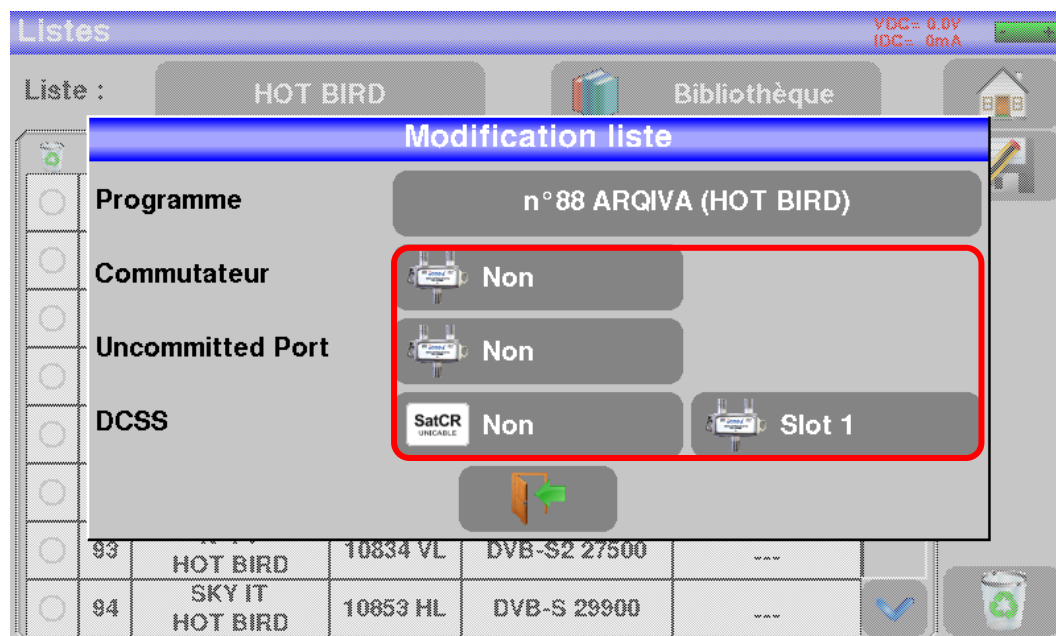 Listes
VDC= 0.0V
IDC= 0mA
- +
Liste :
HOT BIRD
Bibliothèque
Modification liste
Programme
n°88 ARQIVA (HOT BIRD)
Commutateur
Non
Uncommitted Port
Non
DCSS
SatCR
UNICABLE
Non
Slot 1
93
HOT BIRD
10834 VL
DVB-S2 27500
---
94
SKY IT
HOT BIRD
10853 HL
DVB-S 29900
---